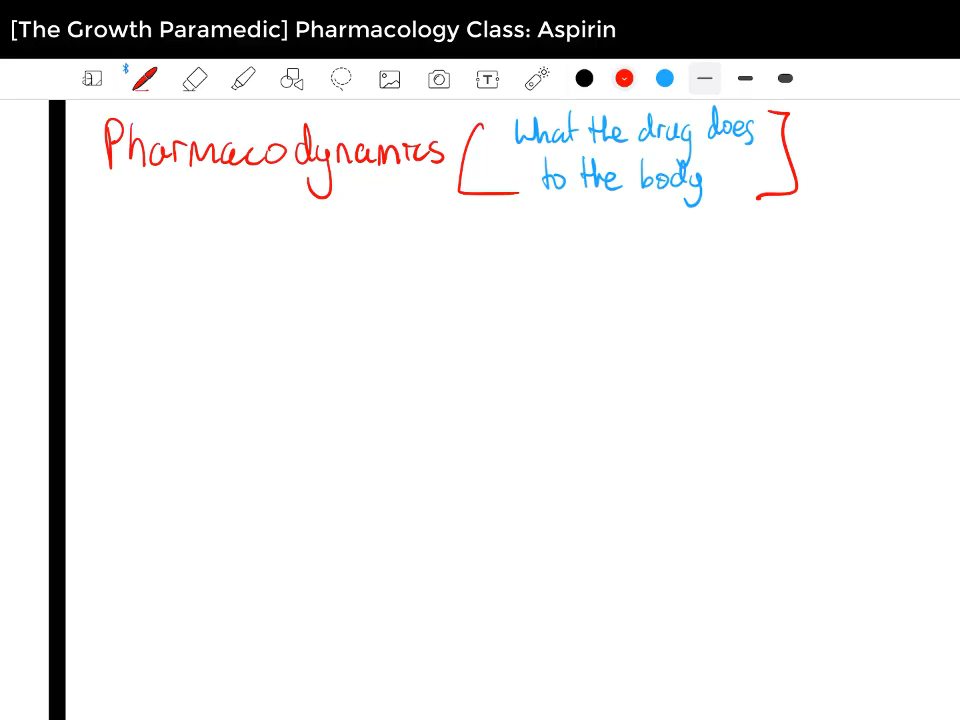 [The Growth Paramedic] Pharmacology Class: Aspirin
Pharmacodynamics [ What the drug does
to the body ]